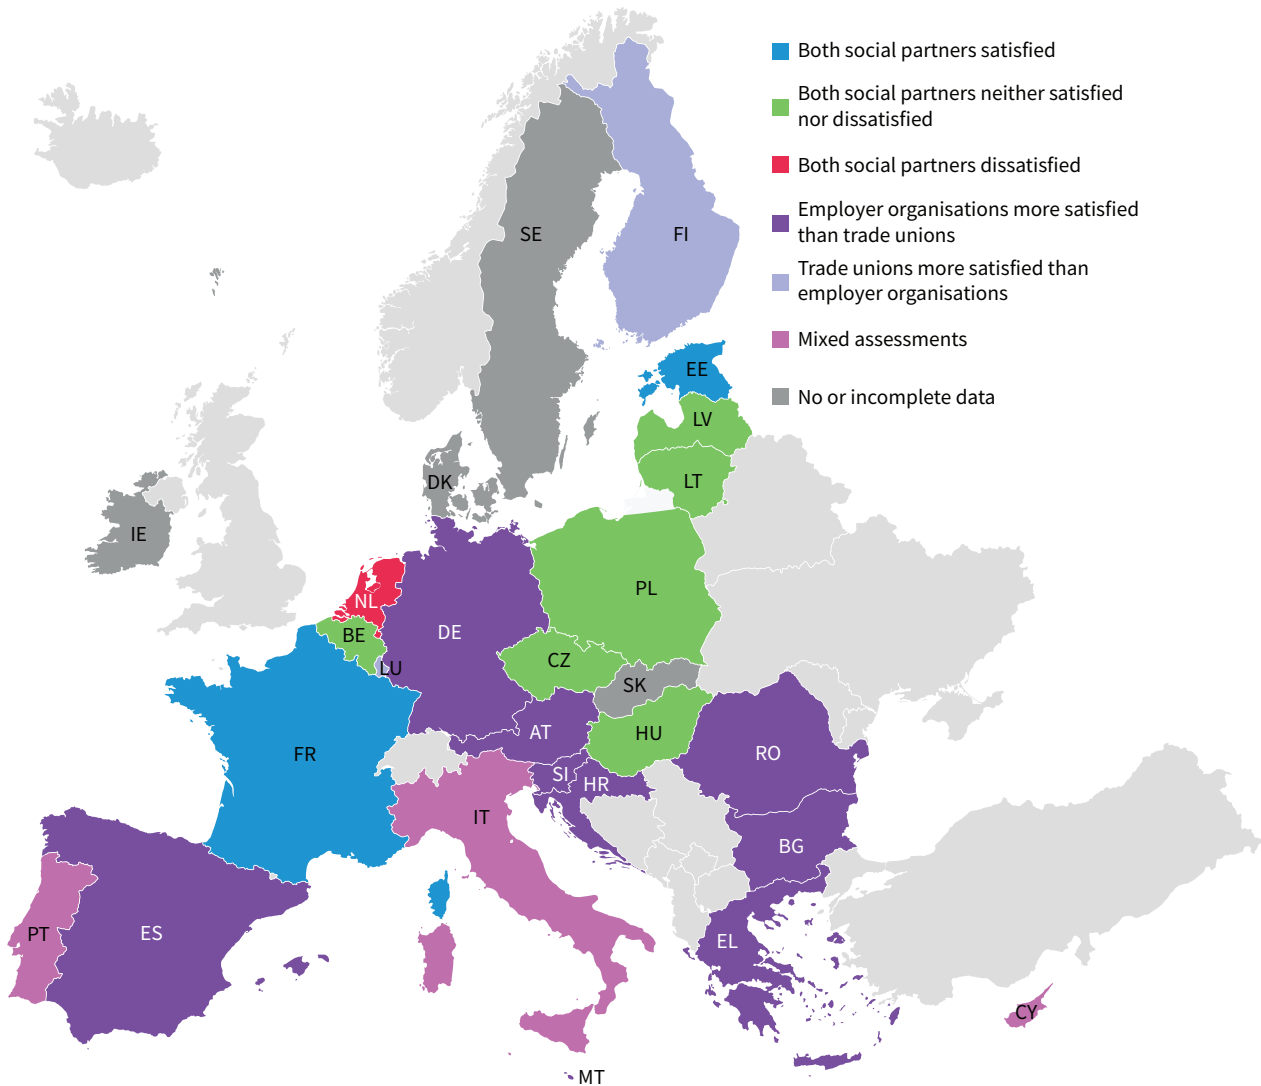 Both social partners satisfied
Both social partners neither satisfied
nor dissatisfied
Both social partners dissatisfied
Employer organisations more satisfied
than trade unions
Trade unions more satisfied than
employer organisations
Mixed assessments
No or incomplete data
SE
FI
EE
LV
LT
DK
IE
NL
PL
BE
DE
LU
CZ
SK
AT
HU
FR
RO
SI
HR
IT
BG
PT
ES
EL
CY
MT